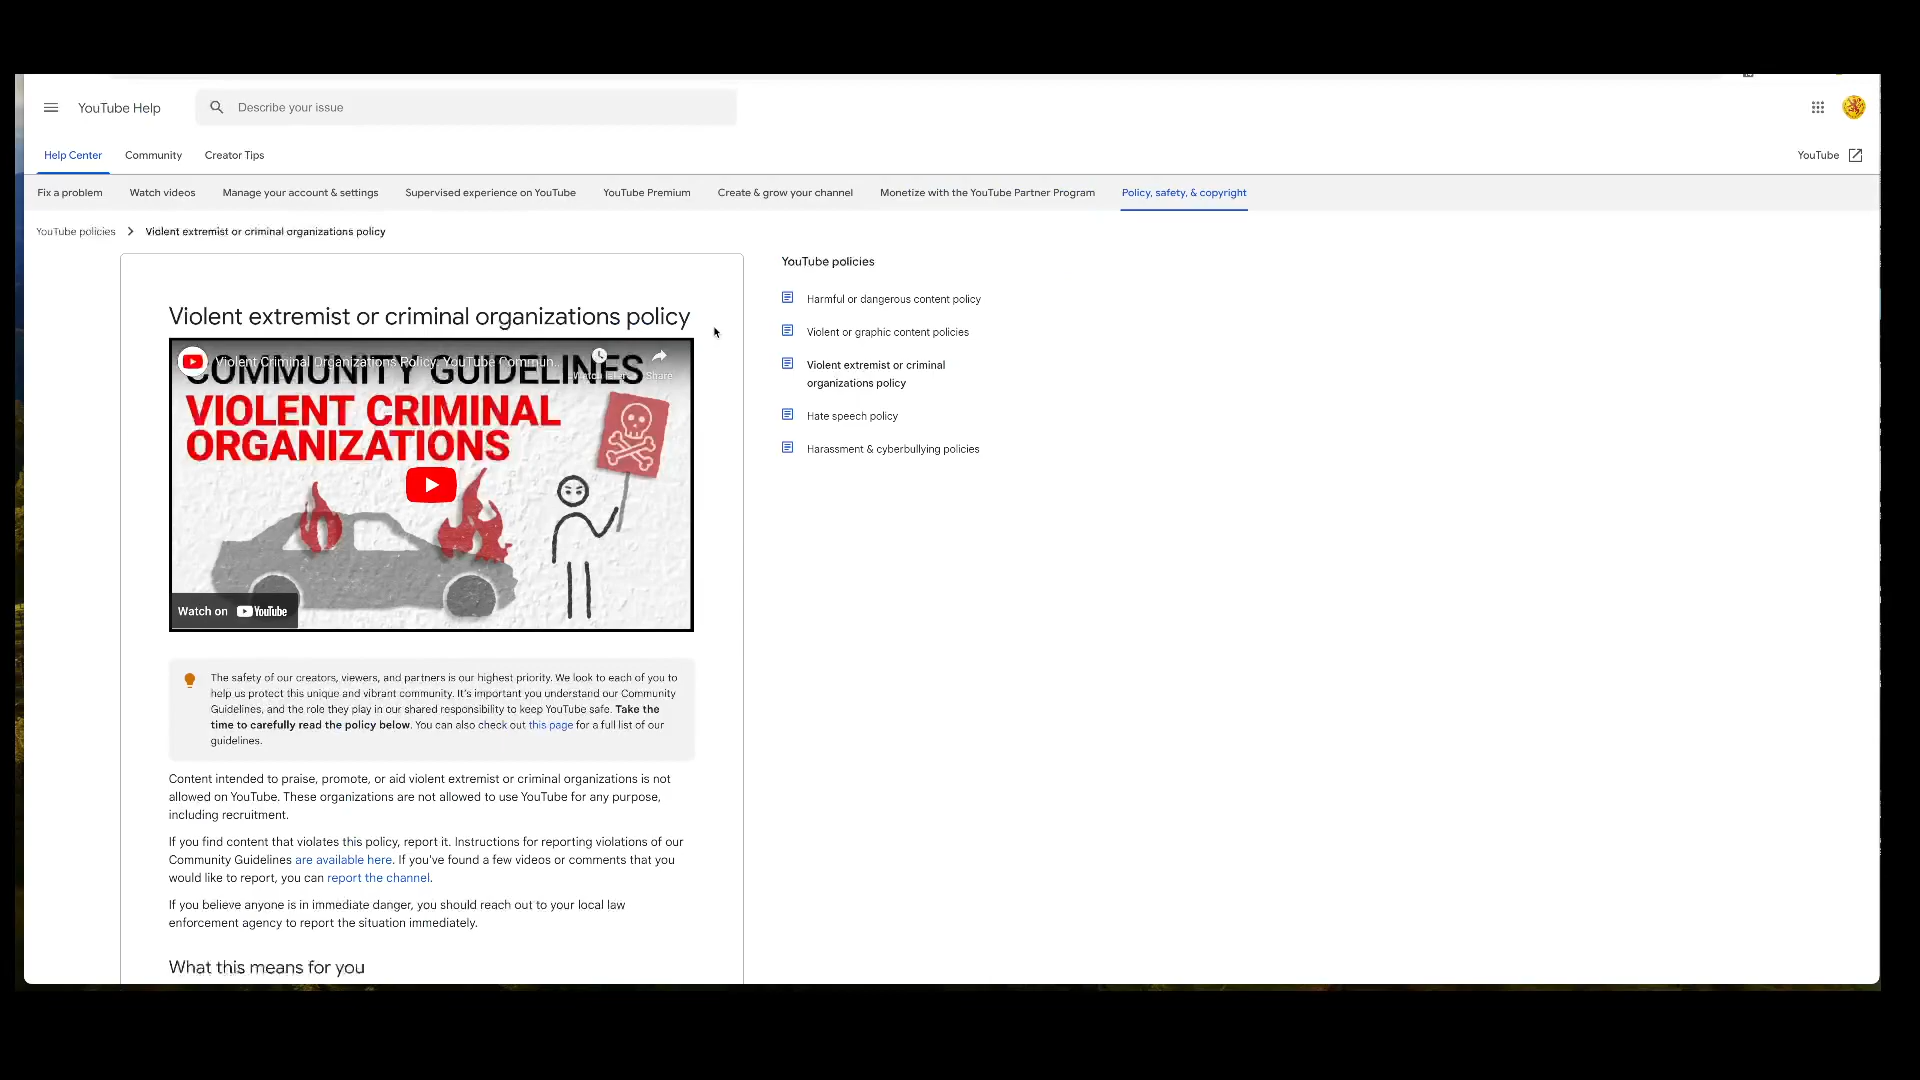 YouTube Help
Describe your issue
Help Center
Community
Creator Tips
YouTube
Fix a problem
Watch videos
Manage your account & settings
Supervised experience on YouTube
YouTube Premium
Create & grow your channel
Monetize with the YouTube Partner Program
Policy, safety, & copyright
YouTube policies
Violent extremist or criminal organizations policy
Violent extremist or criminal organizations policy
Violent Criminal Organizations Policy: YouTube Commun...
Watch later
Share
COMMUNITY GUIDELINES
VIOLENT CRIMINAL
ORGANIZATIONS
Watch on YouTube
The safety of our creators, viewers, and partners is our highest priority. We look to each of you to
help us protect this unique and vibrant community. It's important you understand our Community
Guidelines, and the role they play in our shared responsibility to keep YouTube safe. Take the
time to carefully read the policy below. You can also check out this page for a full list of our
guidelines.
Content intended to praise, promote, or aid violent extremist or criminal organizations is not
allowed on YouTube. These organizations are not allowed to use YouTube for any purpose,
including recruitment.
If you find content that violates this policy, report it. Instructions for reporting violations of our
Community Guidelines are available here. If you've found a few videos or comments that you
would like to report, you can report the channel.
If you believe anyone is in immediate danger, you should reach out to your local law
enforcement agency to report the situation immediately.
What this means for you
YouTube policies
Harmful or dangerous content policy
Violent or graphic content policies
Violent extremist or criminal
organizations policy
Hate speech policy
Harassment & cyberbullying policies